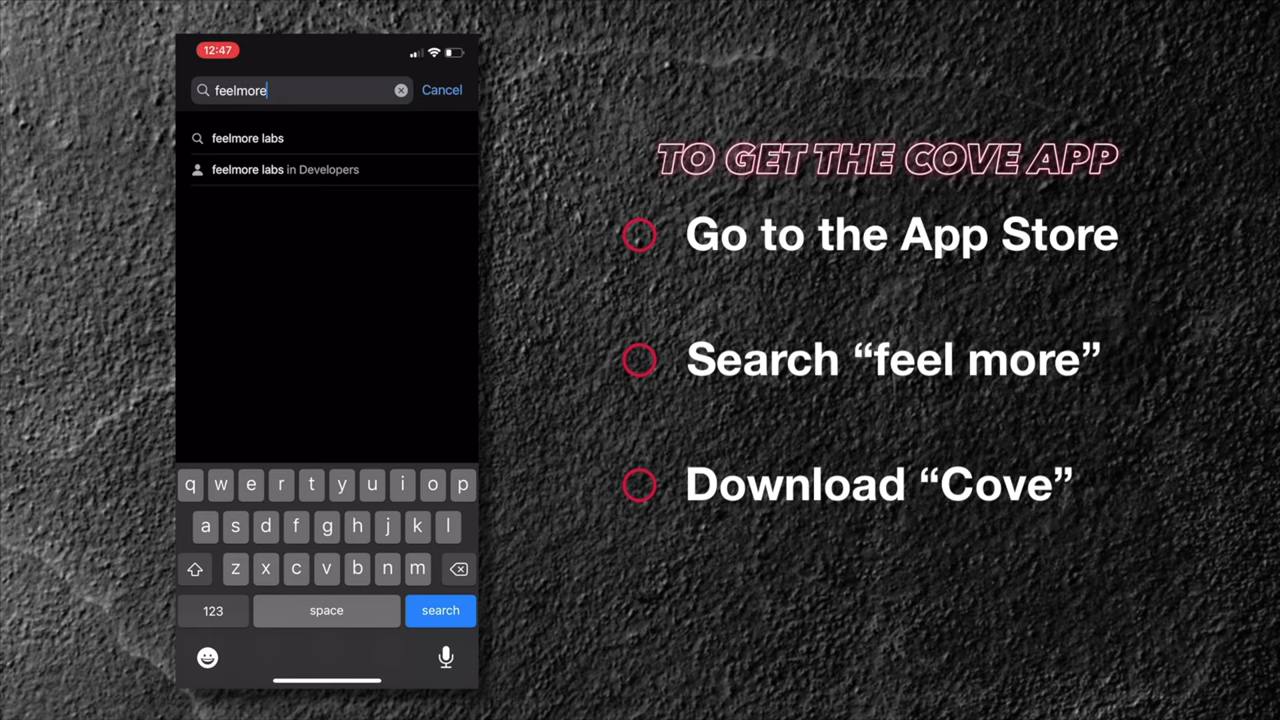 12:47
feelmore
Cancel
feelmore labs
feelmore labs in Developers
q w e r t y u i o p
a s d f g h j k l
z x c v b n m
123 space search
TO GET THE COVE APP
Go to the App Store
Search “feel more”
Download “Cove”